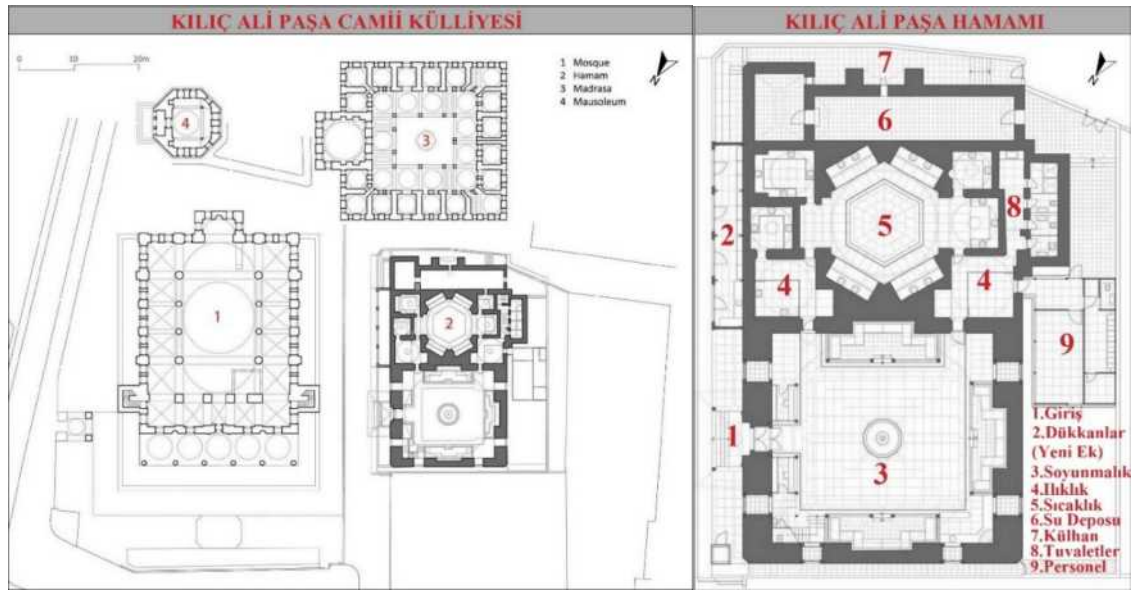 KILIÇ ALİ PAŞA CAMİİ KÜLLİYESİ
0 10 20m
1 Mosque
2 Hamam
3 Madrasa
4 Mausoleum
N
4
3
1
2
KILIÇ ALİ PAŞA HAMAMI
7
N
6
2
5
8
4
4
9
1
3
1.Giriş
2.Dükkanlar
(Yeni Ek)
3.Soyunmalık
4.Ilıklık
5.Sıcaklık
6.Su Deposu
7.Külhan
8.Tuvaletler
9.Personel